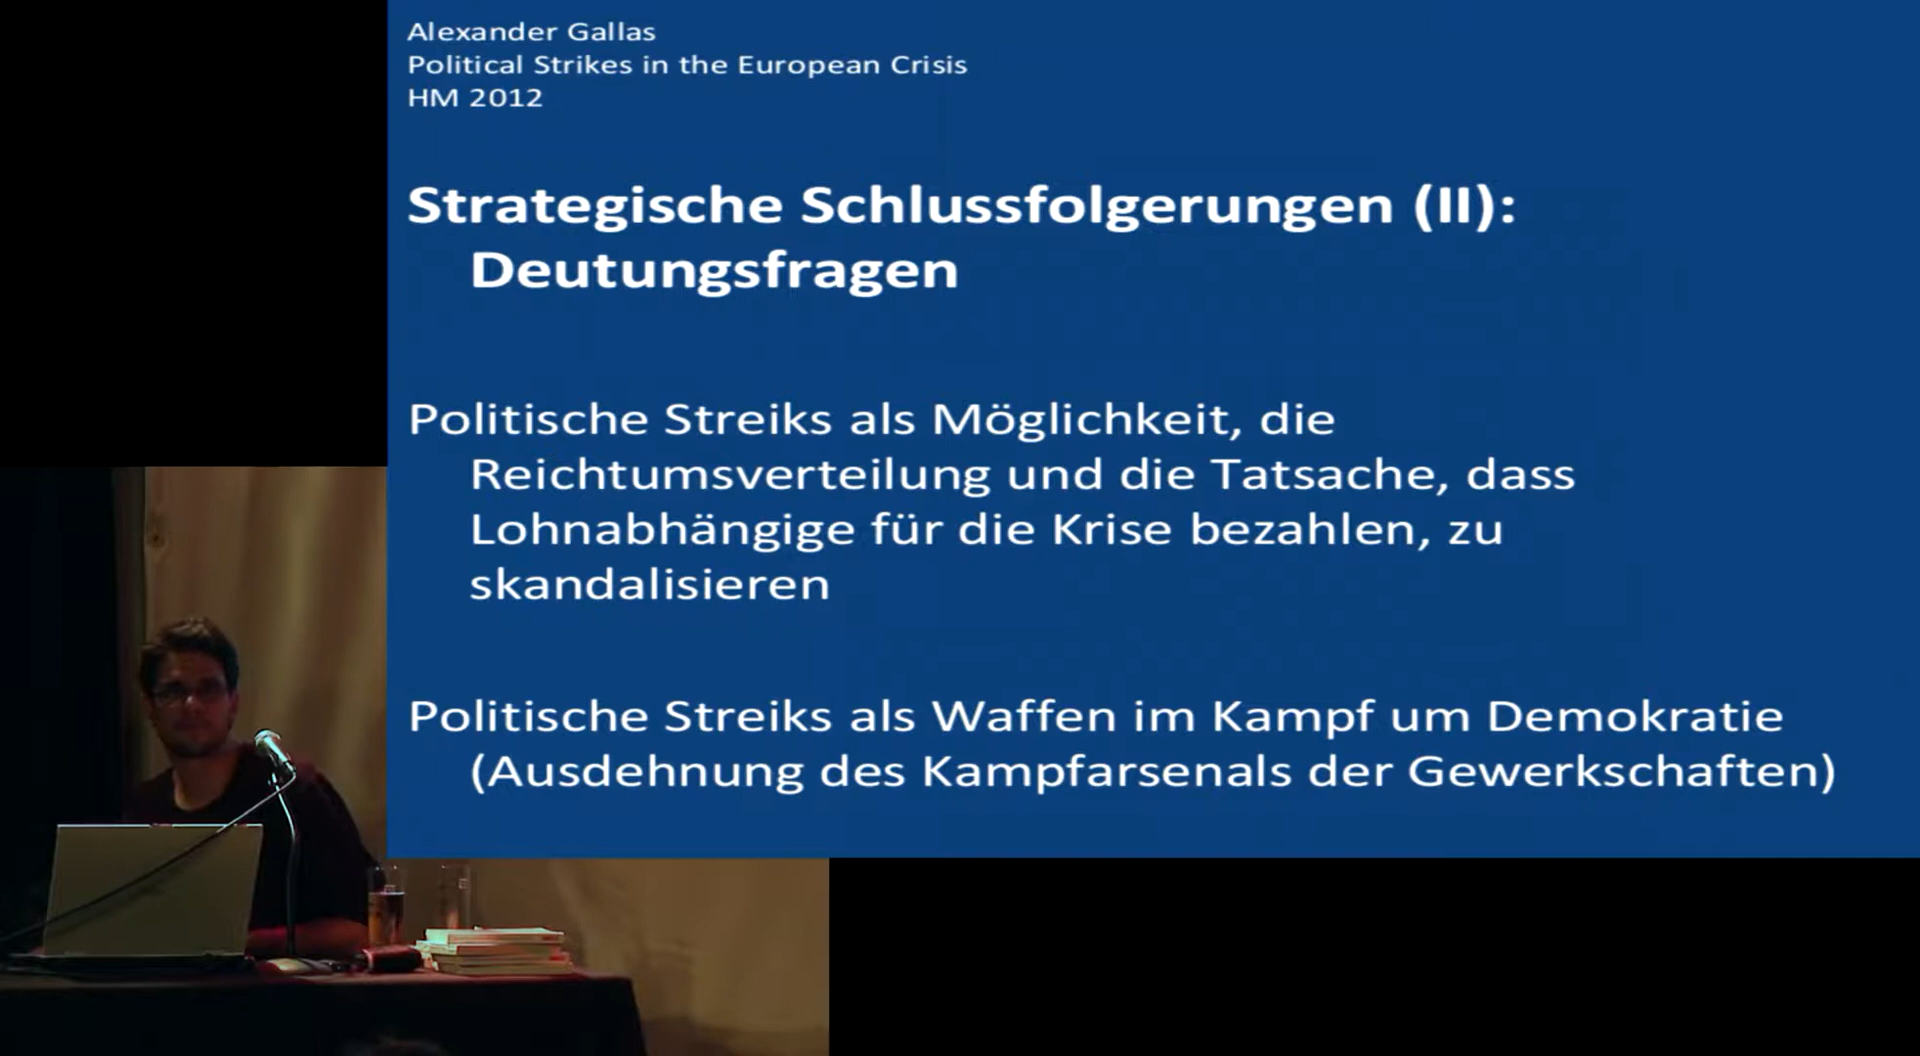 Alexander Gallas
Political Strikes in the European Crisis
HM 2012
Strategische Schlussfolgerungen (II):
Deutungsfragen
Politische Streiks als Möglichkeit, die
Reichtumsverteilung und die Tatsache, dass
Lohnabhängige für die Krise bezahlen, zu
skandalisieren
Politische Streiks als Waffen im Kampf um Demokratie
(Ausdehnung des Kampfarsenals der Gewerkschaften)